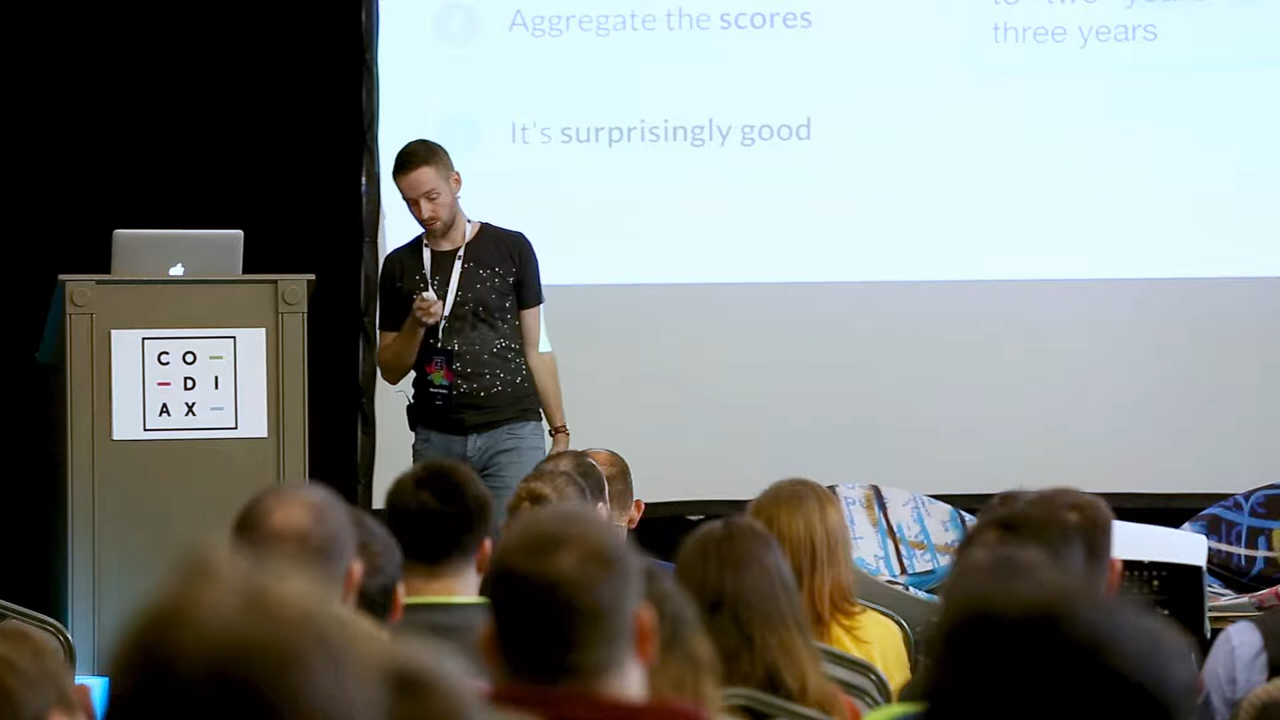 Aggregate the scores
three years
It's surprisingly good
CO
DI
AX